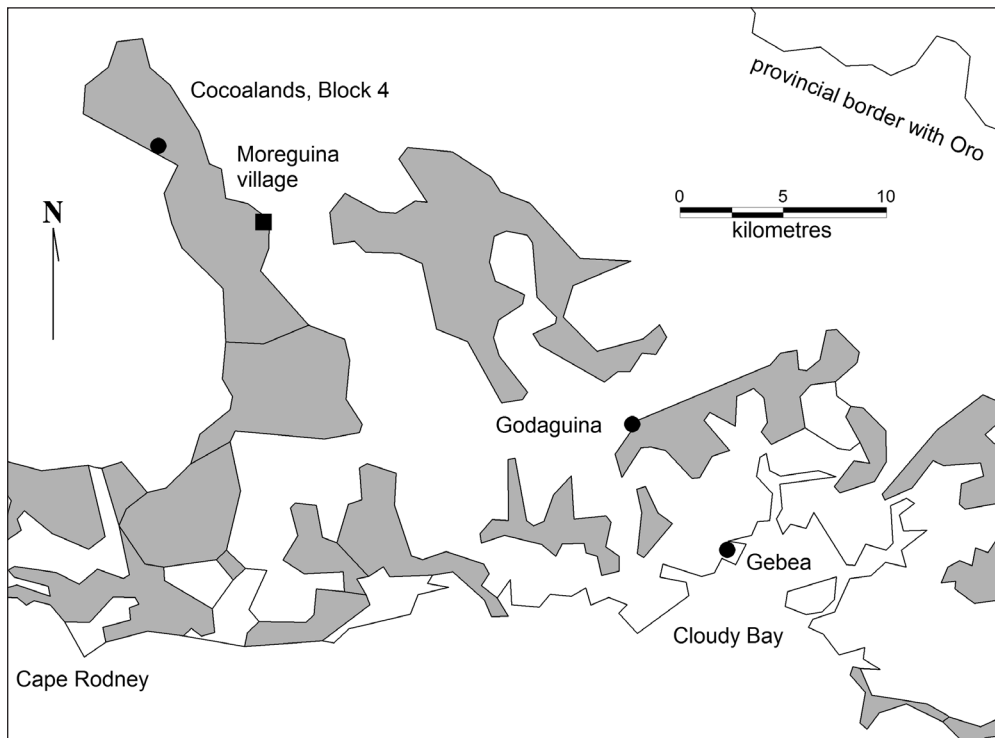 provincial border with Oro
Cocoalands, Block 4
Moreguina
village
N
0 5 10
kilometres
Godaguina
Gebea
Cloudy Bay
Cape Rodney